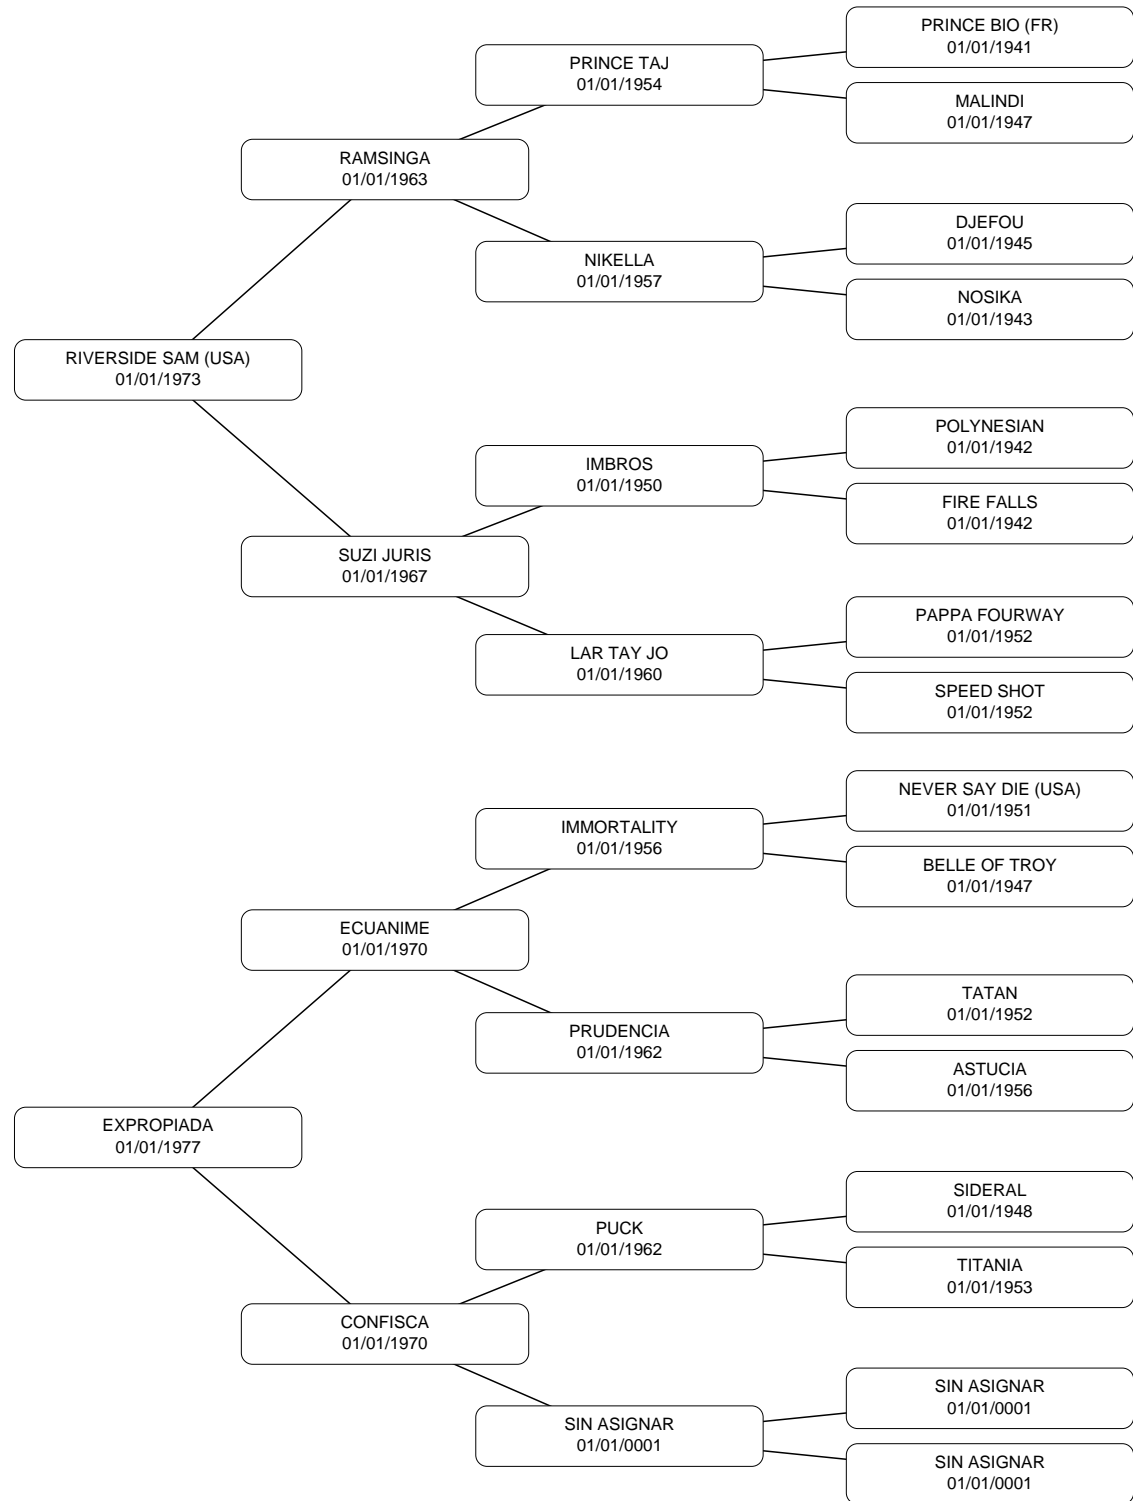 PRINCE BIO (FR)
01/01/1941
PRINCE TAJ
01/01/1954
MALINDI
01/01/1947
RAMSINGA
01/01/1963
DJEFOU
01/01/1945
NIKELLA
01/01/1957
NOSIKA
01/01/1943
RIVERSIDE SAM (USA)
01/01/1973
POLYNESIAN
01/01/1942
IMBROS
01/01/1950
FIRE FALLS
01/01/1942
SUZI JURIS
01/01/1967
PAPPA FOURWAY
01/01/1952
LAR TAY JO
01/01/1960
SPEED SHOT
01/01/1952
NEVER SAY DIE (USA)
01/01/1951
IMMORTALITY
01/01/1956
BELLE OF TROY
01/01/1947
ECUANIME
01/01/1970
TATAN
01/01/1952
PRUDENCIA
01/01/1962
ASTUCIA
01/01/1956
EXPROPIADA
01/01/1977
SIDERAL
01/01/1948
PUCK
01/01/1962
TITANIA
01/01/1953
CONFISCA
01/01/1970
SIN ASIGNAR
01/01/0001
SIN ASIGNAR
01/01/0001
SIN ASIGNAR
01/01/0001